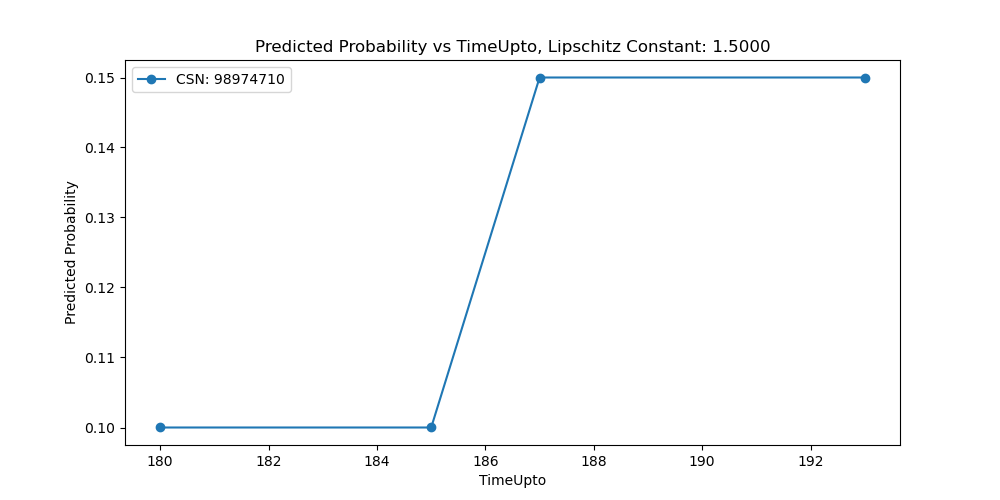 Predicted Probability vs TimeUpto, Lipschitz Constant: 1.5000
CSN: 98974710
Predicted Probability
0.15
0.14
0.13
0.12
0.11
0.10
180 182 184 186 188 190 192
TimeUpto